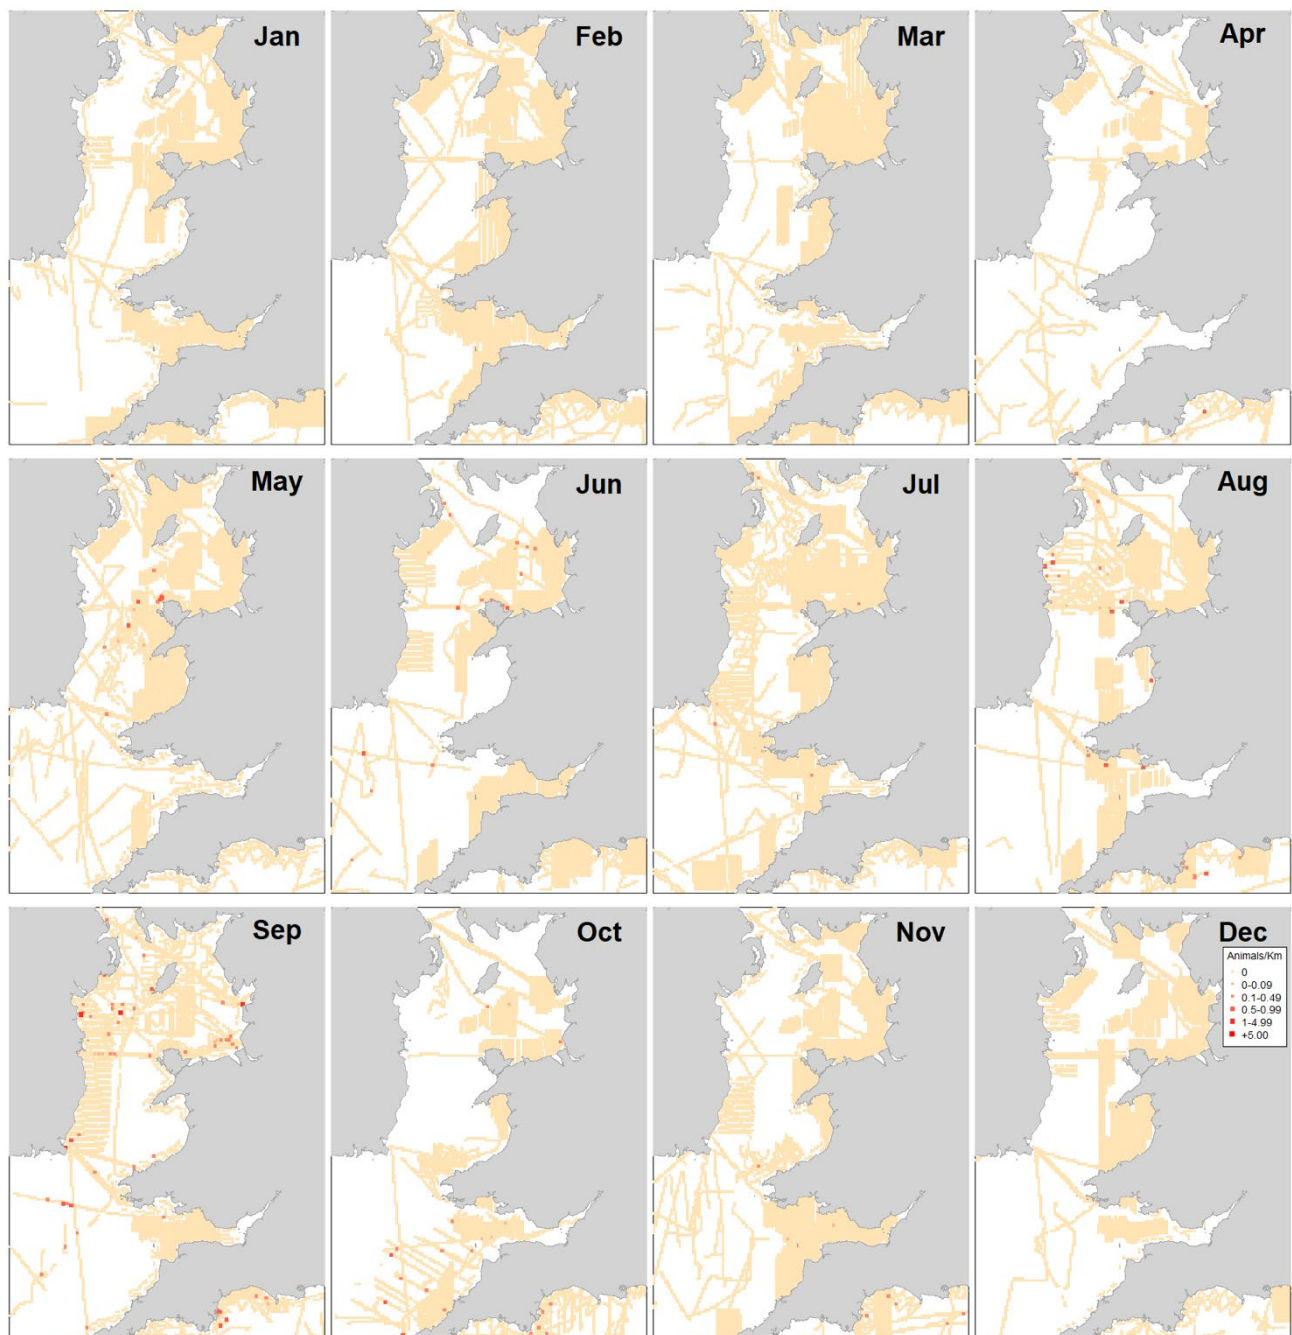 Jan
Feb
Mar
Apr
May
Jun
Jul
Aug
Sep
Oct
Nov
Dec
Animals/Km
0
0-0.09
0.1-0.49
0.5-0.99
1-4.99
+5.00